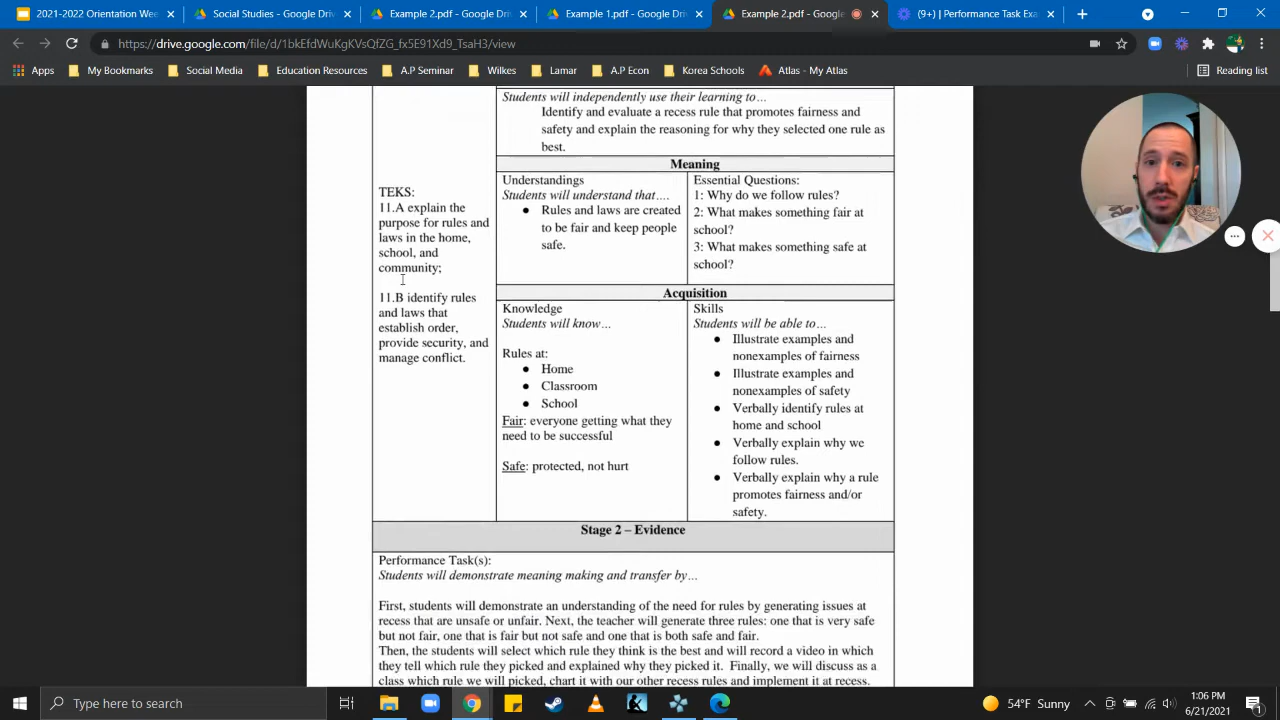 2021-2022 Orientation Wee
Social Studies - Google Driv
Example 2.pdf - Google Driv
Example 1.pdf - Google Driv
Example 2.pdf - Google
(9+) | Performance Task Exa
https://drive.google.com/file/d/1bkEfdWuKgKVsQfZG_fx5E91Xd9_TsaH3/view
Apps
My Bookmarks
Social Media
Education Resources
A.P Seminar
Wilkes
Lamar
A.P Econ
Korea Schools
Atlas - My Atlas
Reading list
Students will independently use their learning to…
Identify and evaluate a recess rule that promotes fairness and
safety and explain the reasoning for why they selected one rule as
best.
TEKS:
11.A explain the
purpose for rules and
laws in the home,
school, and
community;
11.B identify rules
and laws that
establish order,
provide security, and
manage conflict.
Meaning
Understandings
Students will understand that….
● Rules and laws are created
to be fair and keep people
safe.
Essential Questions:
1: Why do we follow rules?
2: What makes something fair at
school?
3: What makes something safe at
school?
Acquisition
Knowledge
Students will know…
Rules at:
● Home
● Classroom
● School
Fair: everyone getting what they
need to be successful
Safe: protected, not hurt
Skills
Students will be able to…
● Illustrate examples and
nonexamples of fairness
● Illustrate examples and
nonexamples of safety
● Verbally identify rules at
home and school
● Verbally explain why we
follow rules.
● Verbally explain why a rule
promotes fairness and/or
safety.
Stage 2 – Evidence
Performance Task(s):
Students will demonstrate meaning making and transfer by…
First, students will demonstrate an understanding of the need for rules by generating issues at
recess that are unsafe or unfair. Next, the teacher will generate three rules: one that is very safe
but not fair, one that is fair but not safe and one that is both safe and fair.
Then, the students will select which rule they think is the best and will record a video in which
they tell which rule they picked and explained why they picked it. Finally, we will discuss as a
class which rule we will picked, chart it with our other recess rules and implement it at recess.
Type here to search
54°F Sunny
1:06 PM
6/21/2021